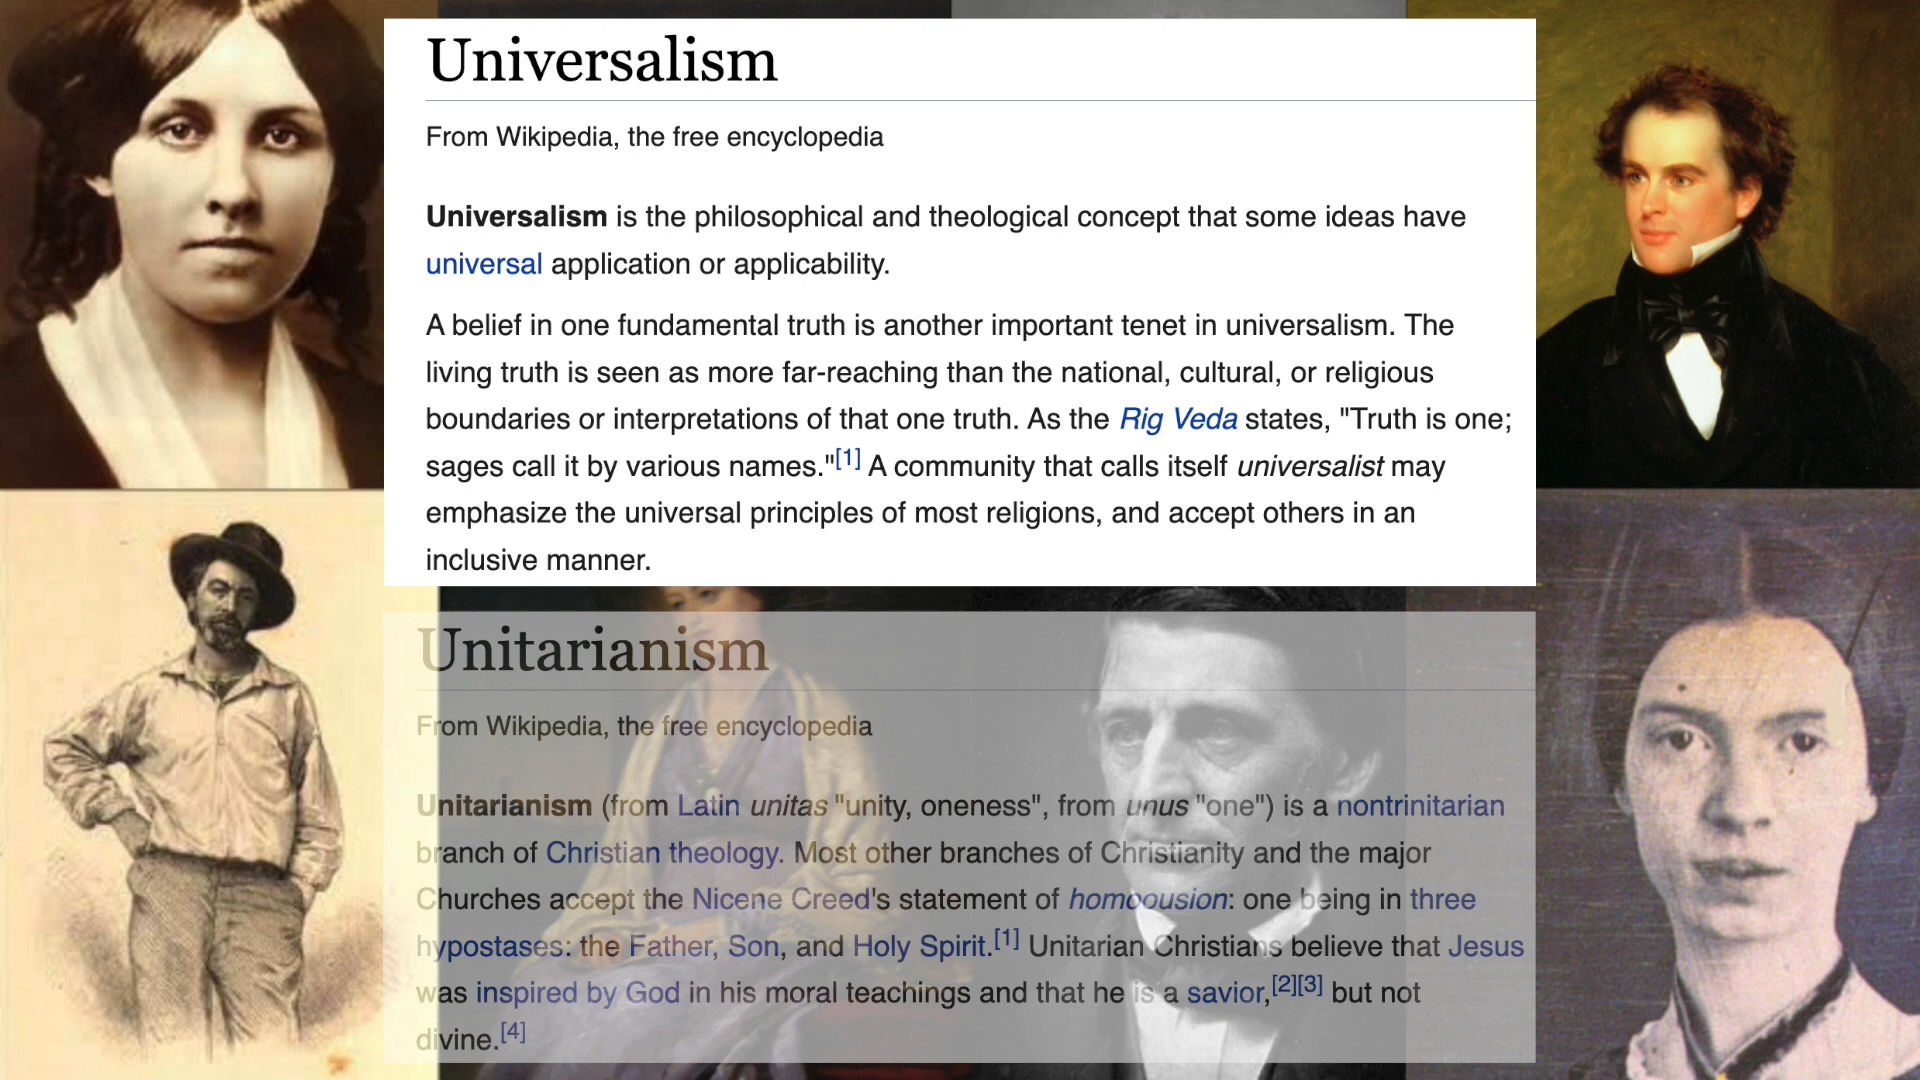 Universalism
From Wikipedia, the free encyclopedia
Universalism is the philosophical and theological concept that some ideas have
universal application or applicability.
A belief in one fundamental truth is another important tenet in universalism. The
living truth is seen as more far-reaching than the national, cultural, or religious
boundaries or interpretations of that one truth. As the Rig Veda states, "Truth is one;
sages call it by various names."[1] A community that calls itself universalist may
emphasize the universal principles of most religions, and accept others in an
inclusive manner.
Unitarianism
From Wikipedia, the free encyclopedia
Unitarianism (from Latin unitas "unity, oneness", from unus "one") is a nontrinitarian
branch of Christian theology. Most other branches of Christianity and the major
Churches accept the Nicene Creed's statement of homoousion: one being in three
hypostases: the Father, Son, and Holy Spirit.[1] Unitarian Christians believe that Jesus
was inspired by God in his moral teachings and that he is a savior,[2][3] but not
divine.[4]